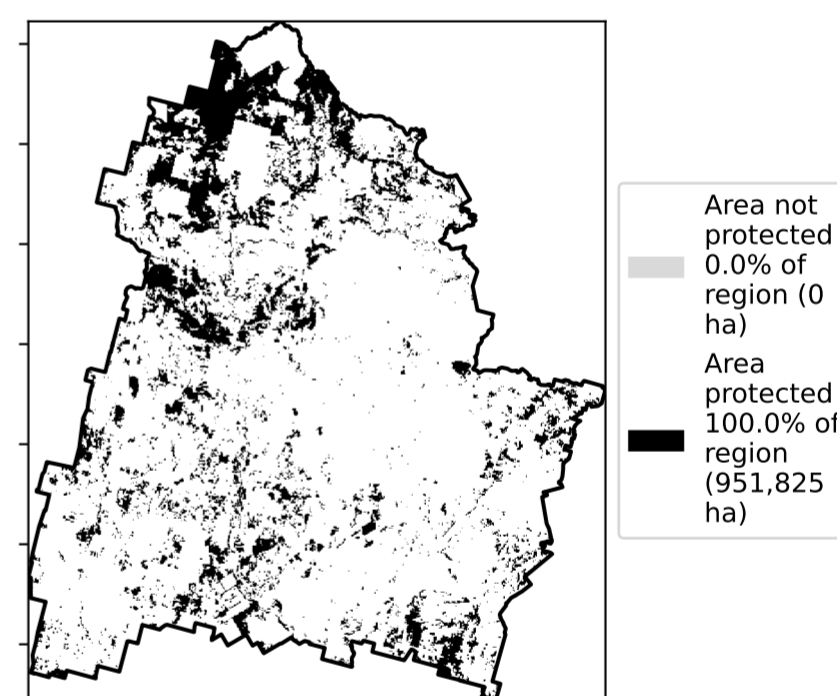 Area not
protected
0.0% of
region (0
ha)
Area
protected
100.0% of
region
(951,825
ha)